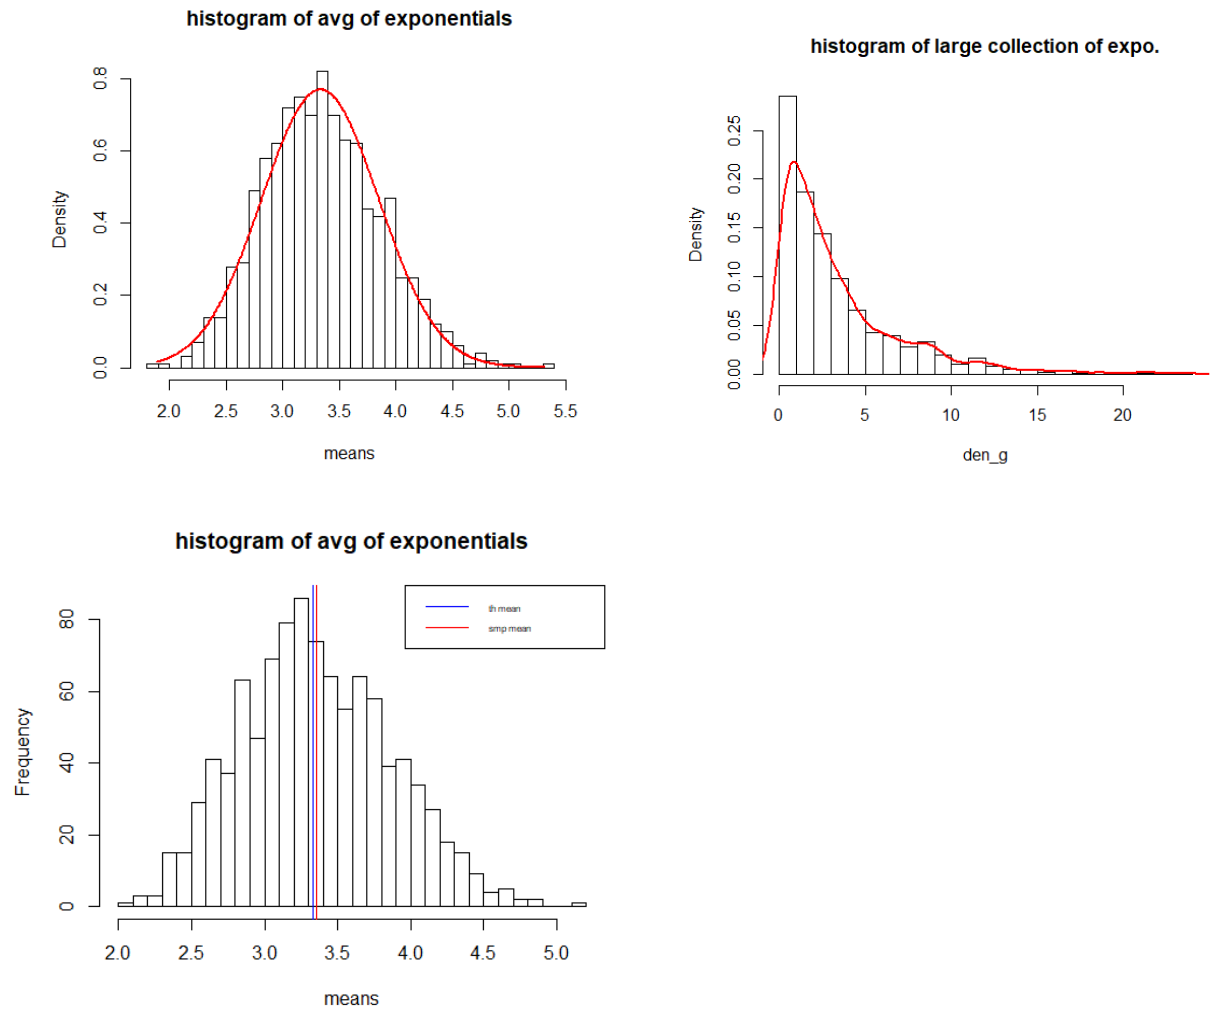 histogram of avg of exponentials
Density
0.0 0.2 0.4 0.6 0.8
2.0 2.5 3.0 3.5 4.0 4.5 5.0 5.5
means
histogram of large collection of expo.
Density
0.00 0.05 0.10 0.15 0.20 0.25
0 5 10 15 20
den_g
histogram of avg of exponentials
th mean
smp mean
Frequency
0 20 40 60 80
2.0 2.5 3.0 3.5 4.0 4.5 5.0
means